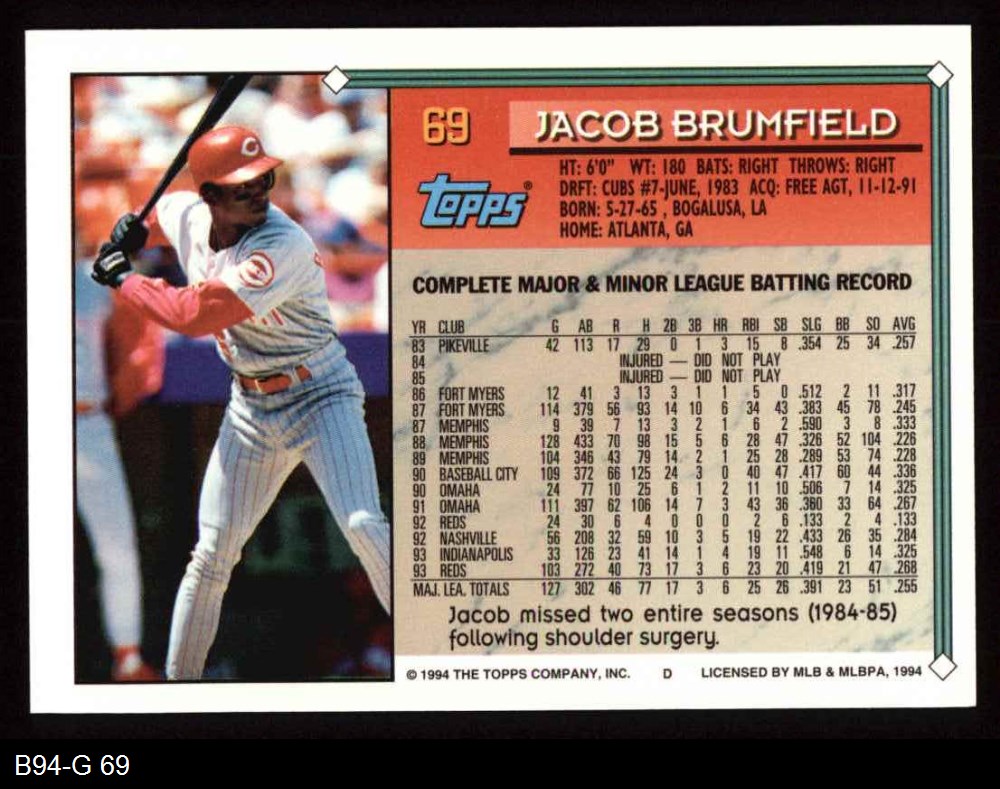 69 JACOB BRUMFIELD
Topps®
HT: 6'0" WT: 180 BATS: RIGHT THROWS: RIGHT
DRFT: CUBS #7-JUNE, 1983 ACQ: FREE AGT, 11-12-91
BORN: 5-27-65 , BOGALUSA, LA
HOME: ATLANTA, GA
COMPLETE MAJOR & MINOR LEAGUE BATTING RECORD
YR CLUB G AB R H 2B 3B HR RBI SB SLG BB SO AVG
83 PIKEVILLE 42 113 17 29 0 1 3 15 8 .354 25 34 .257
84 INJURED — DID NOT PLAY
85 INJURED — DID NOT PLAY
86 FORT MYERS 12 41 3 13 3 1 1 5 0 .512 2 11 .317
87 FORT MYERS 114 379 56 93 14 10 6 34 43 .383 45 78 .245
87 MEMPHIS 9 39 7 13 3 2 1 6 2 .590 3 8 .333
88 MEMPHIS 128 433 70 98 15 5 6 28 47 .326 52 104 .226
89 MEMPHIS 104 346 43 79 14 2 1 25 28 .289 53 74 .228
90 BASEBALL CITY 109 372 66 125 24 3 0 40 47 .417 60 44 .336
90 OMAHA 24 77 10 25 6 1 2 11 10 .506 7 14 .325
91 OMAHA 111 397 62 106 14 7 3 43 36 .360 33 64 .267
92 REDS 24 30 6 4 0 0 0 2 6 .133 2 4 .133
92 NASHVILLE 56 208 32 59 10 3 5 19 22 .433 26 35 .284
93 INDIANAPOLIS 33 126 23 41 14 1 4 19 11 .548 6 14 .325
93 REDS 103 272 40 73 17 3 6 23 20 .419 21 47 .268
MAJ. LEA. TOTALS 127 302 46 77 17 3 6 25 26 .391 23 51 .255
Jacob missed two entire seasons (1984-85)
following shoulder surgery.
© 1994 THE TOPPS COMPANY, INC. D LICENSED BY MLB & MLBPA, 1994
B94-G 69